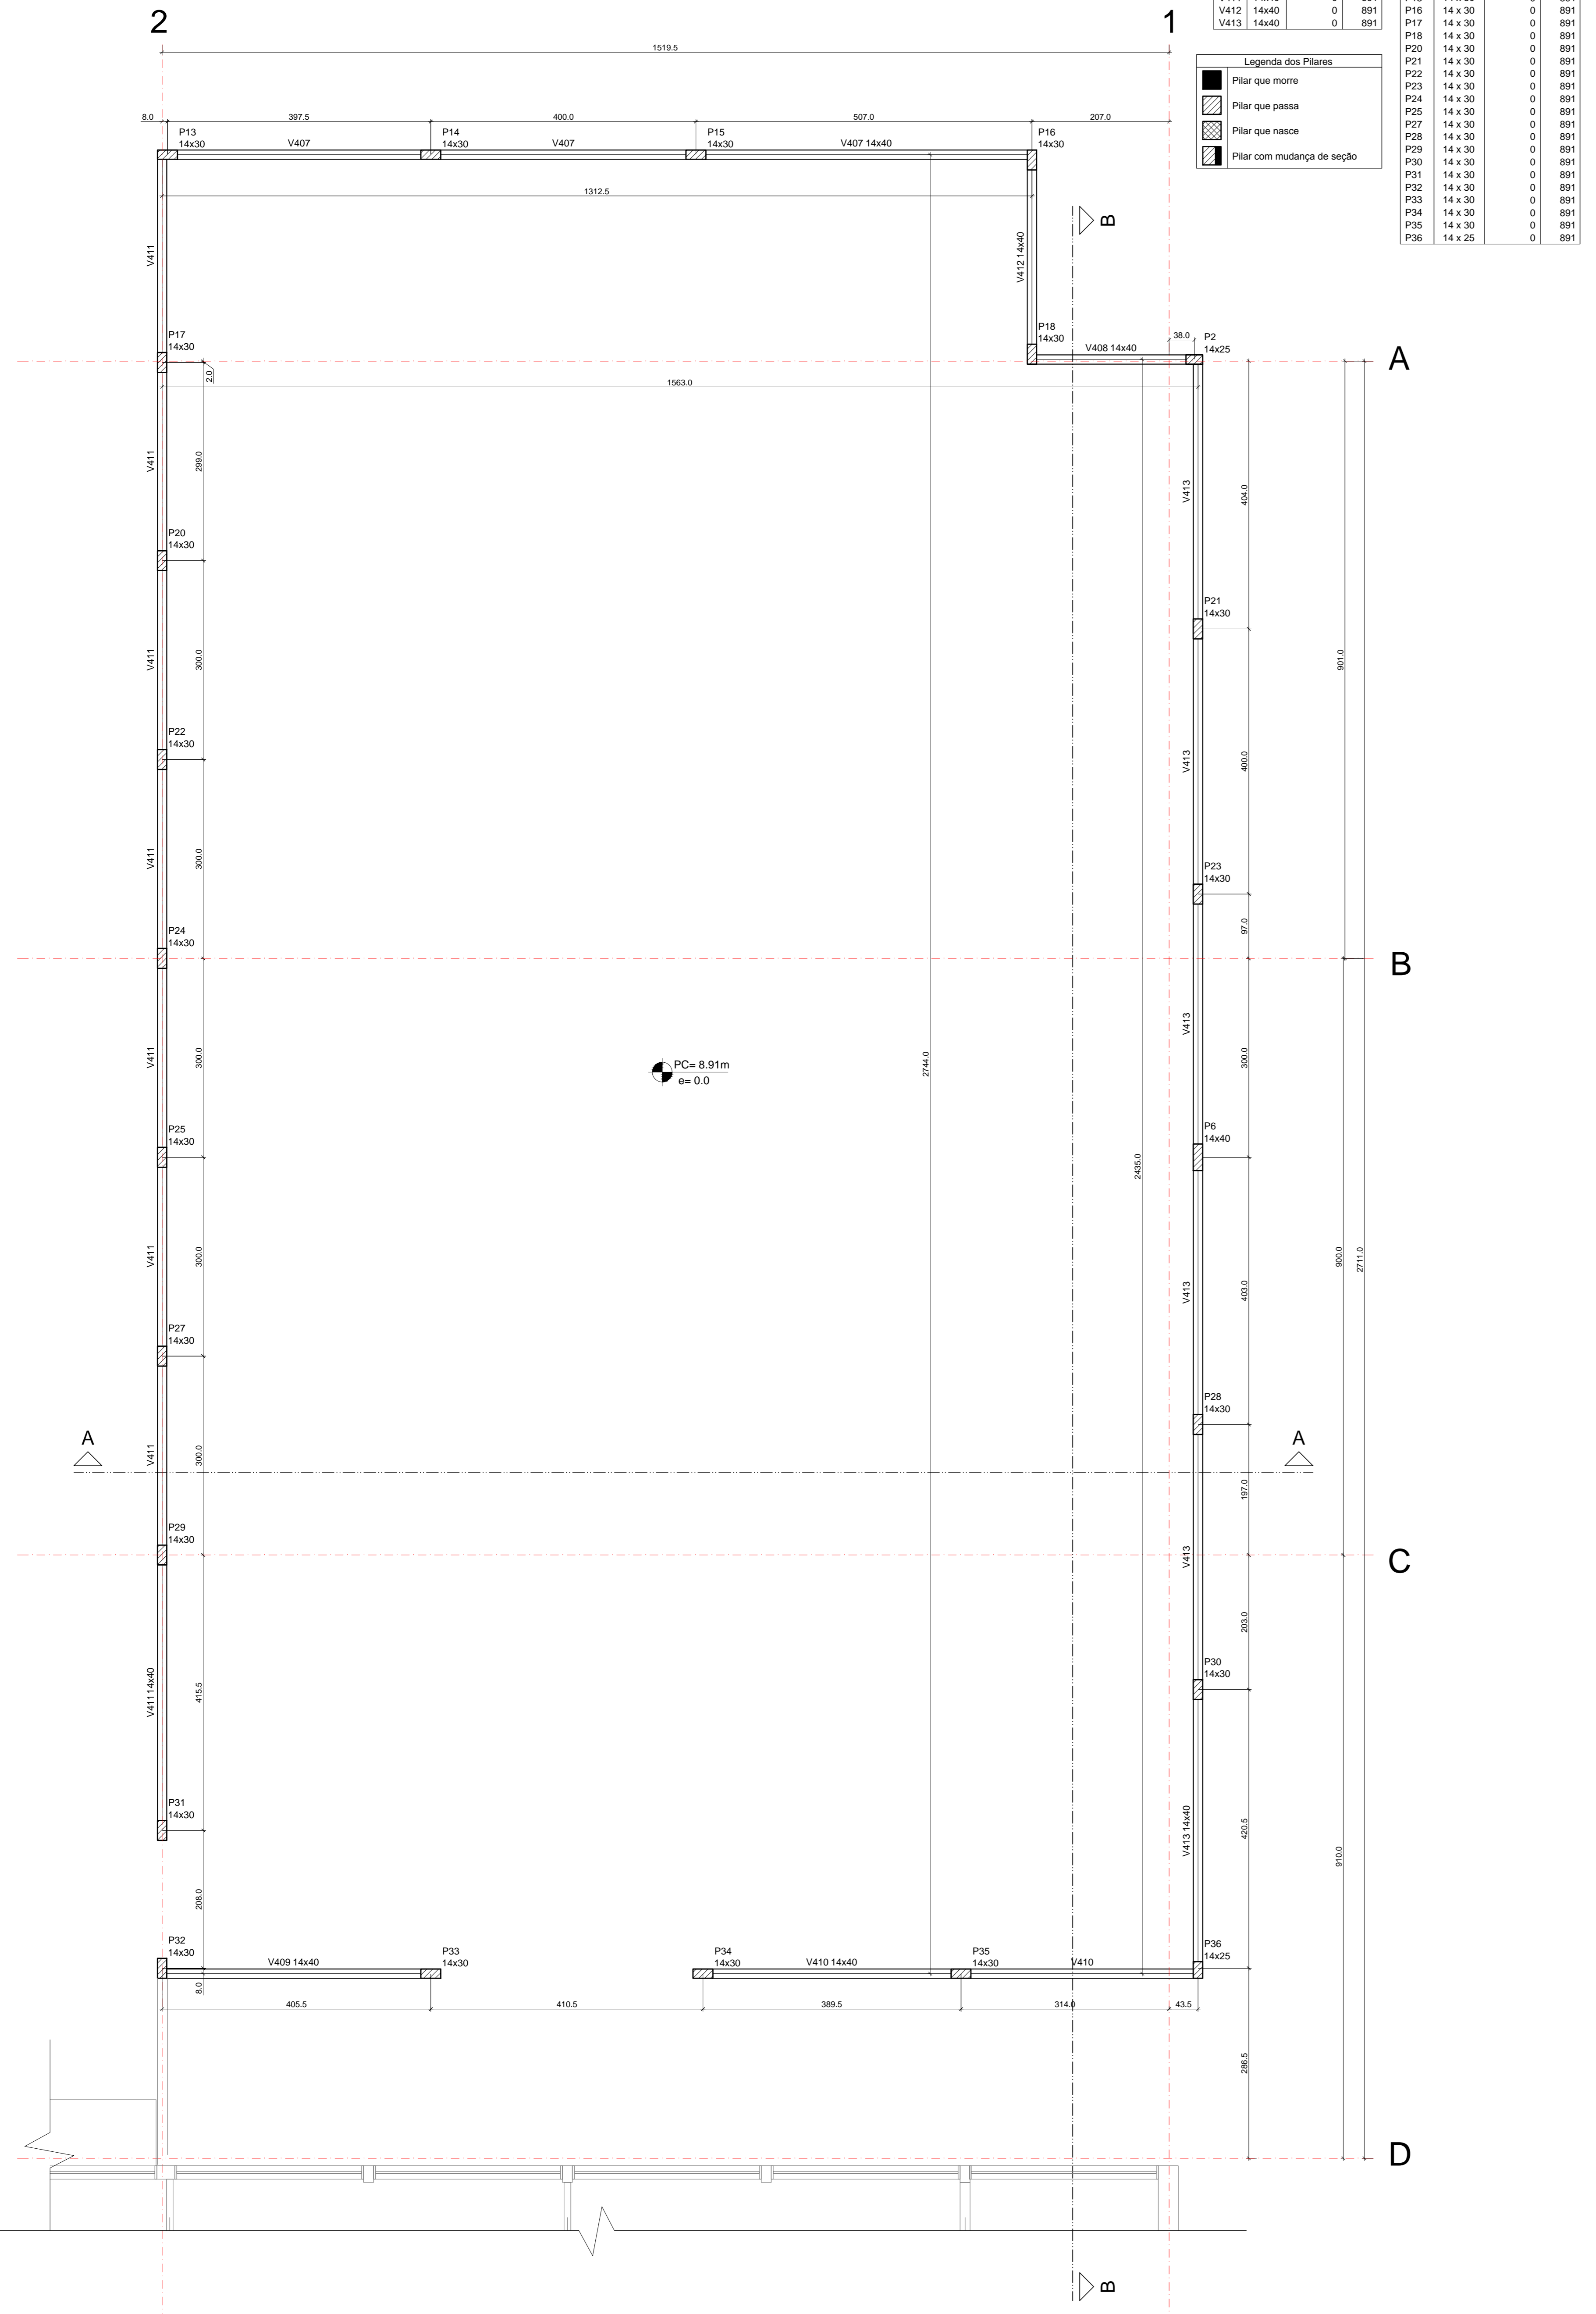 2
1
V412 14x40 0 891
V413 14x40 0 891
P16 14 x 30 0 891
P17 14 x 30 0 891
P18 14 x 30 0 891
P20 14 x 30 0 891
P21 14 x 30 0 891
P22 14 x 30 0 891
P23 14 x 30 0 891
P24 14 x 30 0 891
P25 14 x 30 0 891
P27 14 x 30 0 891
P28 14 x 30 0 891
P29 14 x 30 0 891
P30 14 x 30 0 891
P31 14 x 30 0 891
P32 14 x 30 0 891
P33 14 x 30 0 891
P34 14 x 30 0 891
P35 14 x 30 0 891
P36 14 x 25 0 891
Legenda dos Pilares
Pilar que morre
Pilar que passa
Pilar que nasce
Pilar com mudança de seção
1519.5
8.0
397.5
400.0
507.0
207.0
P13
14x30
V407
P14
14x30
V407
P15
14x30
V407 14x40
P16
14x30
1312.5
V411
V412 14x40
B
P17
14x30
P18
14x30
V408 14x40
38.0
P2
14x25
A
2.0
1563.0
V411
299.0
V413
404.0
P20
14x30
P21
14x30
V411
300.0
901.0
P22
14x30
V413
400.0
V411
300.0
P23
14x30
P24
14x30
97.0
B
V411
300.0
V413
300.0
PC= 8.91m
e= 0.0
2744.0
P25
14x30
P6
14x40
2435.0
V411
300.0
V413
403.0
900.0
2711.0
P27
14x30
P28
14x30
A
A
V411
300.0
197.0
P29
14x30
V413
C
203.0
V411 14x40
415.5
P30
14x30
P31
14x30
V413 14x40
420.5
910.0
208.0
P32
14x30
V409 14x40
P33
14x30
P34
14x30
V410 14x40
P35
14x30
V410
P36
14x25
8.0
405.5
410.5
389.5
314.0
43.5
286.5
D
B